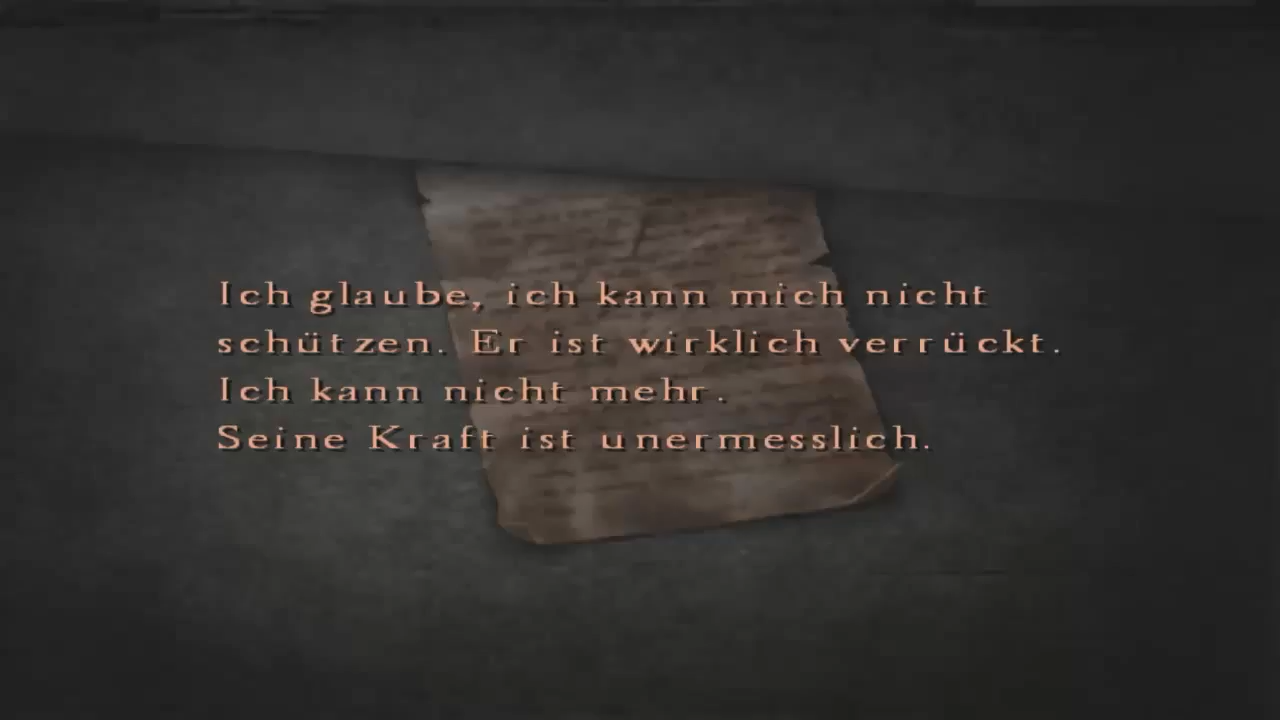 Ich glaube, ich kann mich nicht
schützen. Er ist wirklich verrückt.
Ich kann nicht mehr.
Seine Kraft ist unermesslich.